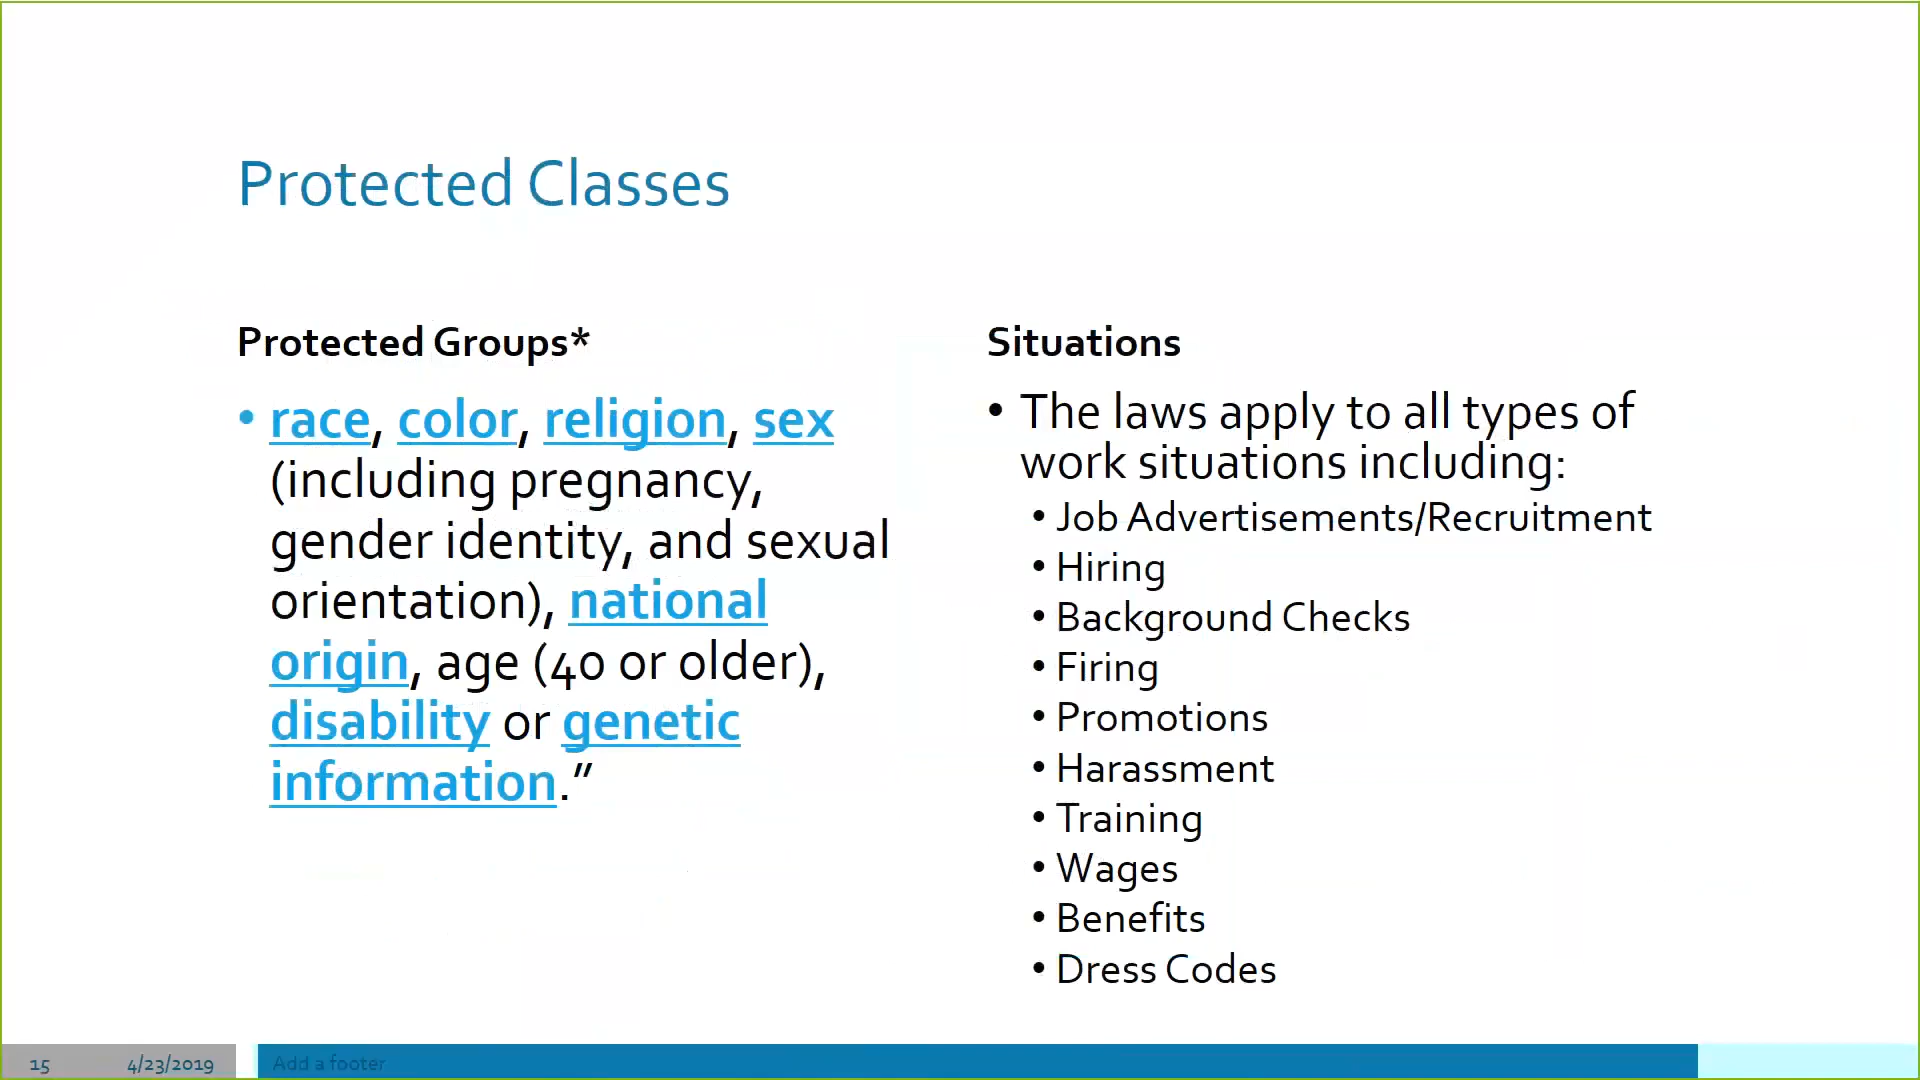 Protected Classes
Protected Groups*
• race, color, religion, sex
(including pregnancy,
gender identity, and sexual
orientation), national
origin, age (40 or older),
disability or genetic
information.”
Situations
• The laws apply to all types of
work situations including:
• Job Advertisements/Recruitment
• Hiring
• Background Checks
• Firing
• Promotions
• Harassment
• Training
• Wages
• Benefits
• Dress Codes
15 4/23/2019 Add a footer